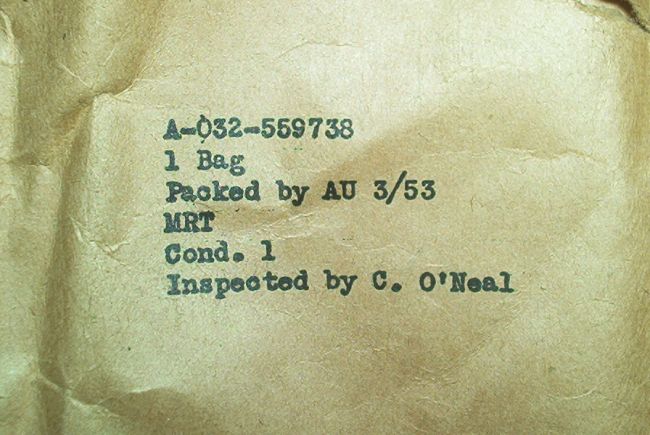 A-032-559738
1 Bag
Packed by AU 3/53
MRT
Cond. 1
Inspected by C. O'Neal